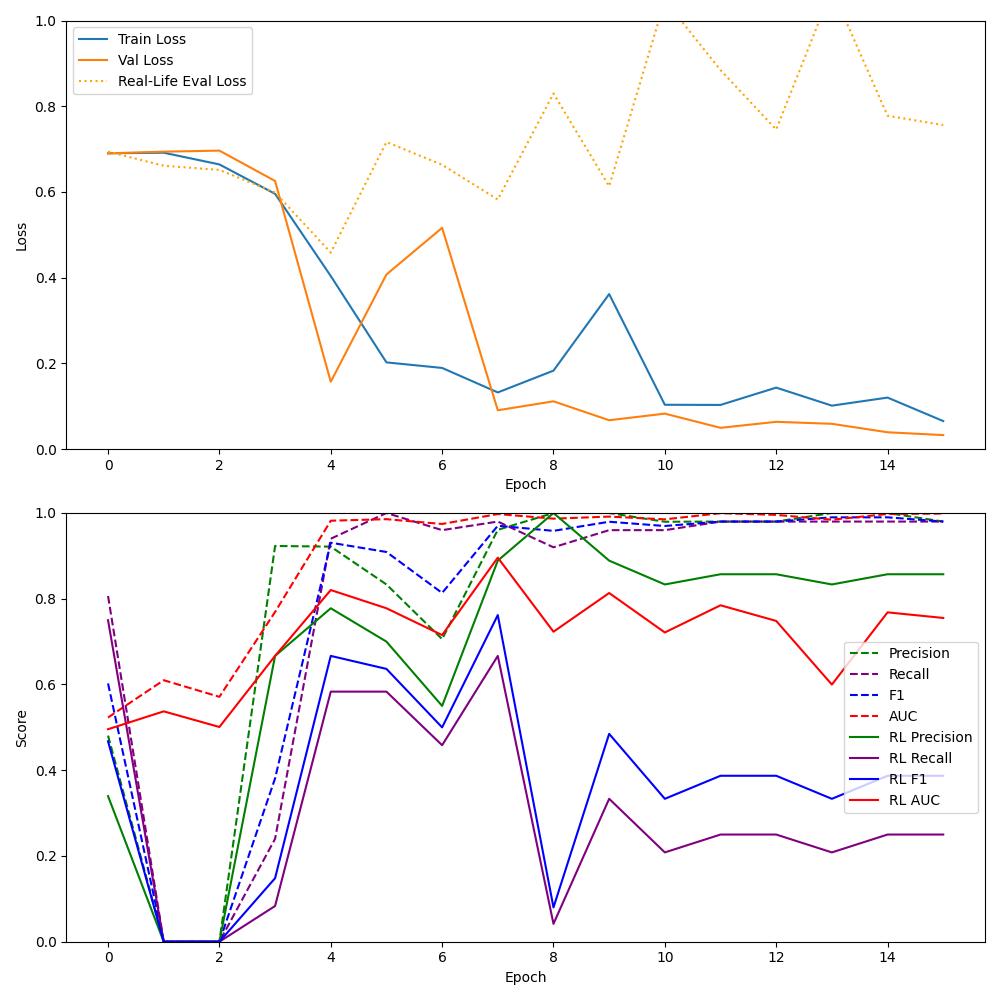 1.0
0.8
0.6
0.4
0.2
0.0
Loss
Train Loss
Val Loss
Real-Life Eval Loss
0 2 4 6 8 10 12 14
Epoch
1.0
0.8
0.6
0.4
0.2
0.0
Score
Precision
Recall
F1
AUC
RL Precision
RL Recall
RL F1
RL AUC
0 2 4 6 8 10 12 14
Epoch